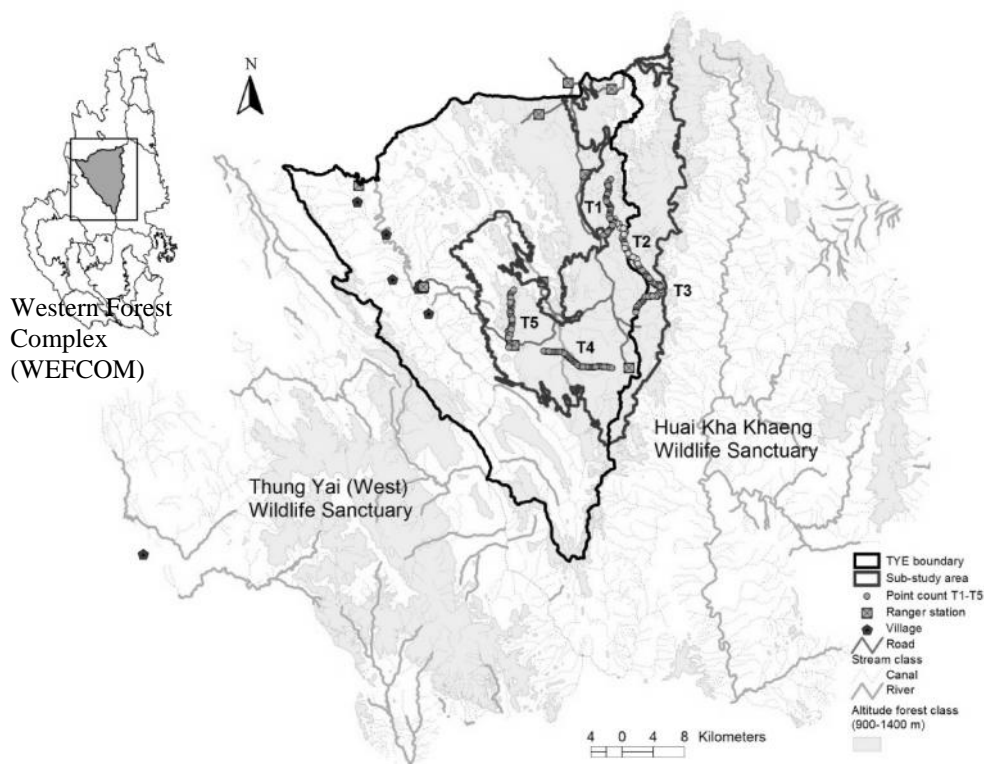 N
T1
T2
T3
T5
T4
Western Forest
Complex
(WEFCOM)
Huai Kha Khaeng
Wildlife Sanctuary
Thung Yai (West)
Wildlife Sanctuary
TYE boundary
Sub-study area
Point count T1-T5
Ranger station
Village
Road
Stream class
Canal
River
Altitude forest class
(900-1400 m)
4 0 4 8 Kilometers